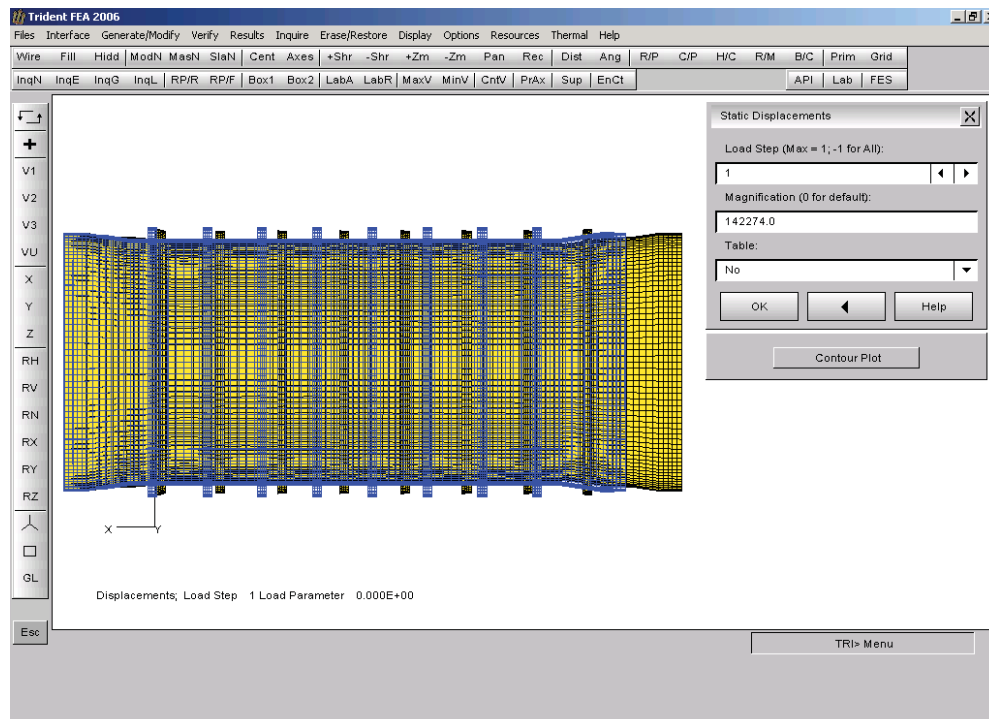 Trident FEA 2006
Files Interface Generate/Modify Verify Results Inquire Erase/Restore Display Options Resources Thermal Help
Wire Fill Hidd ModN MasN SlaN Cent Axes +Shr -Shr +Zm -Zm Pan Rec Dist Ang R/P C/P H/C R/M B/C Prim Grid
InqN InqE InqG InqL RP/R RP/F Box1 Box2 LabA LabR MaxV MinV CntV PrAx Sup EnCt API Lab FES
V1
V2
V3
VU
X
Y
Z
RH
RV
RN
RX
RY
RZ
GL
Esc
X Y
Displacements; Load Step 1 Load Parameter 0.000E+00
Static Displacements
Load Step (Max = 1; -1 for All):
1
Magnification (0 for default):
142274.0
Table:
No
OK Help
Contour Plot
TRI> Menu